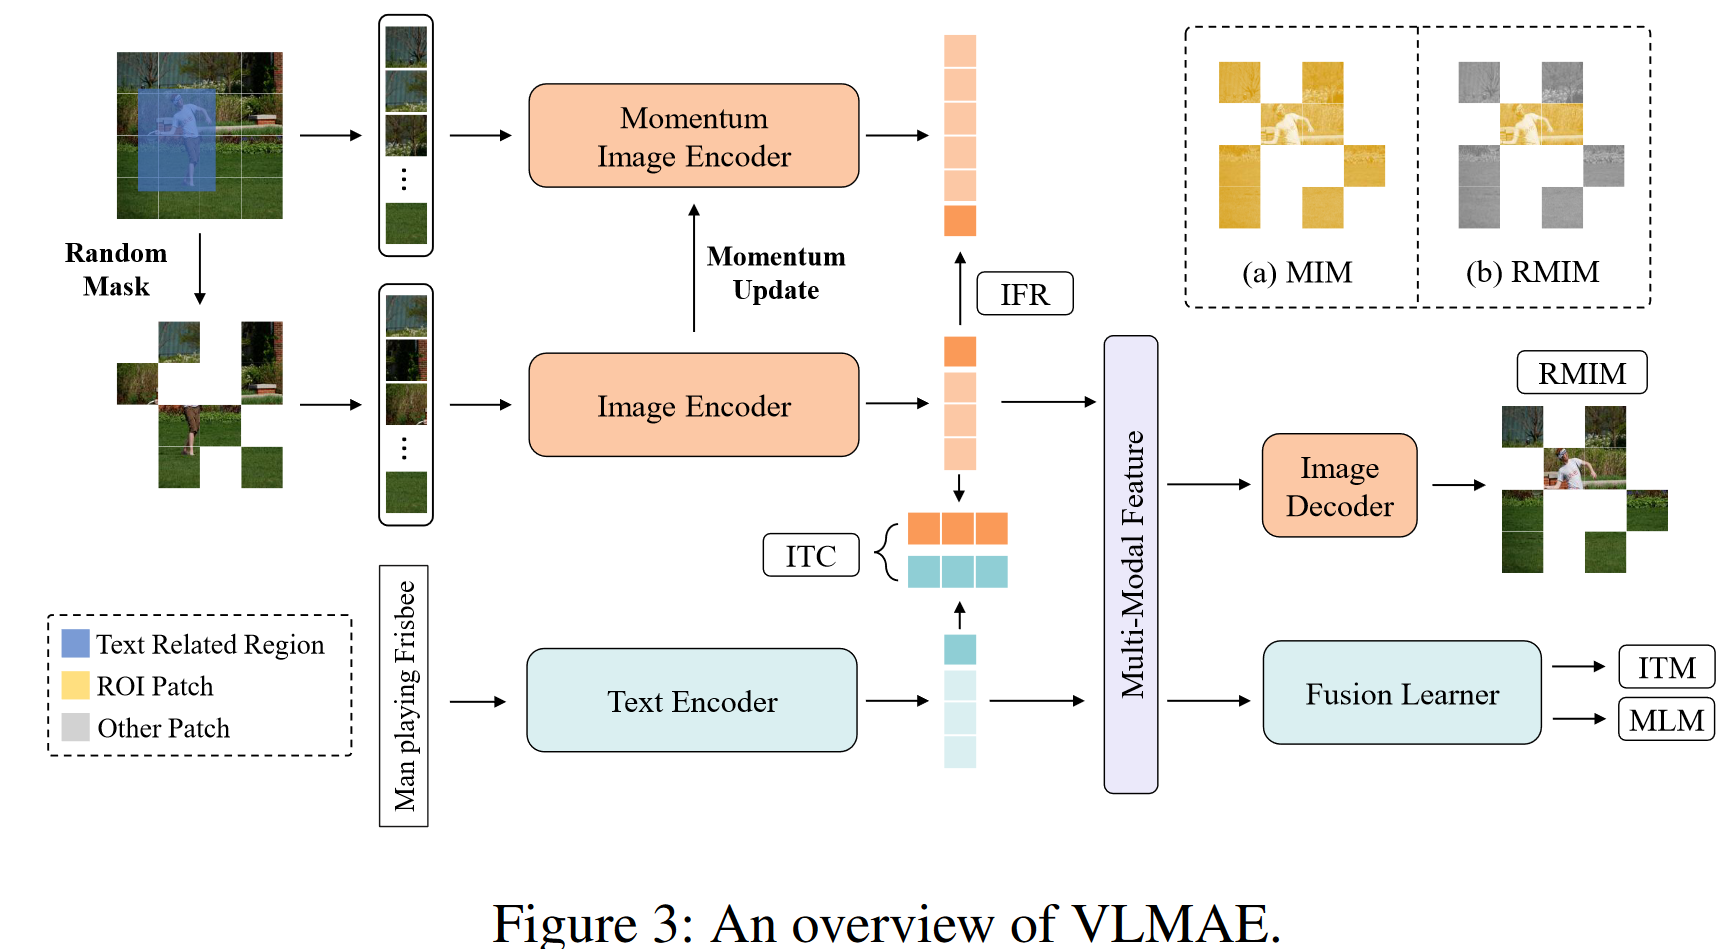 Random
Mask
Momentum
Image Encoder
Momentum
Update
IFR
Image Encoder
ITC
Man playing Frisbee
Text Encoder
Text Related Region
ROI Patch
Other Patch
Multi-Modal Feature
(a) MIM
(b) RMIM
RMIM
Image
Decoder
Fusion Learner
ITM
MLM
Figure 3: An overview of VLMAE.